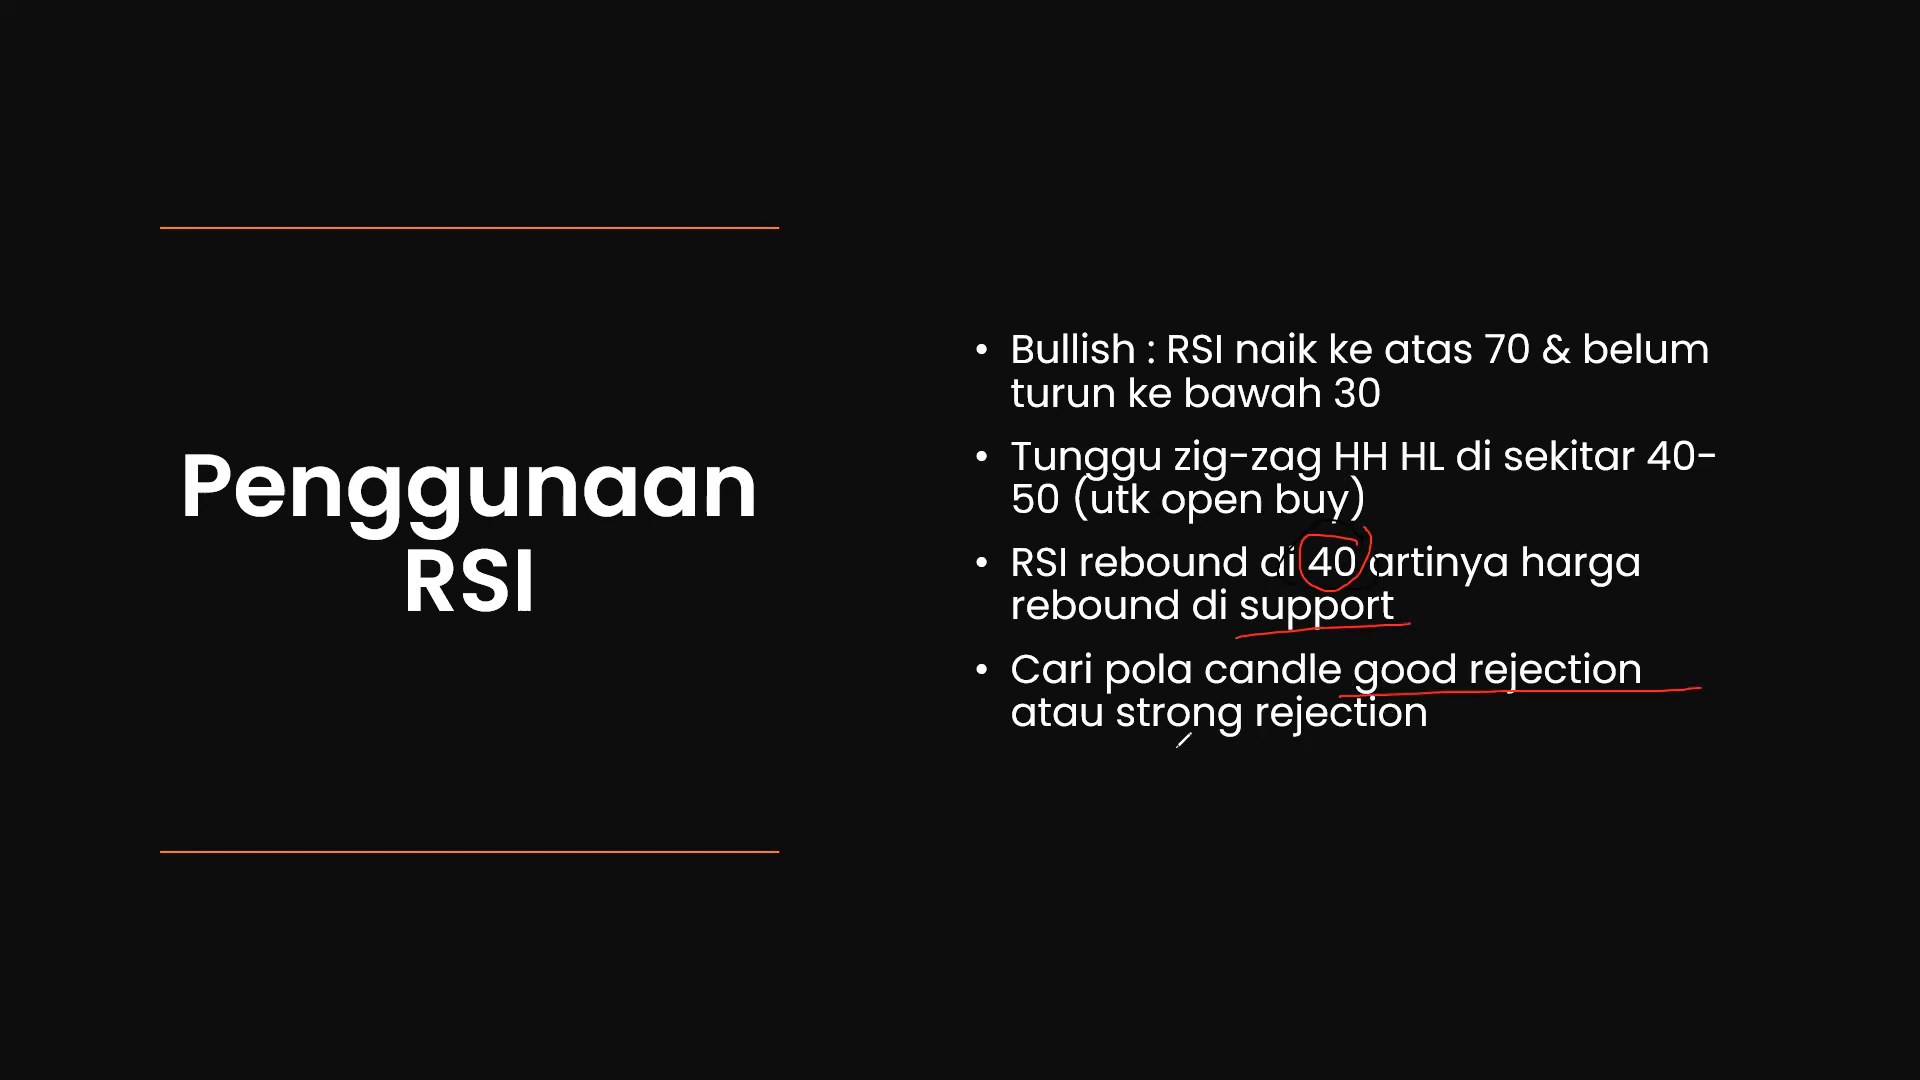 Penggunaan
RSI
• Bullish : RSI naik ke atas 70 & belum
turun ke bawah 30
• Tunggu zig-zag HH HL di sekitar 40-
50 (utk open buy)
• RSI rebound di 40 artinya harga
rebound di support
• Cari pola candle good rejection
atau strong rejection